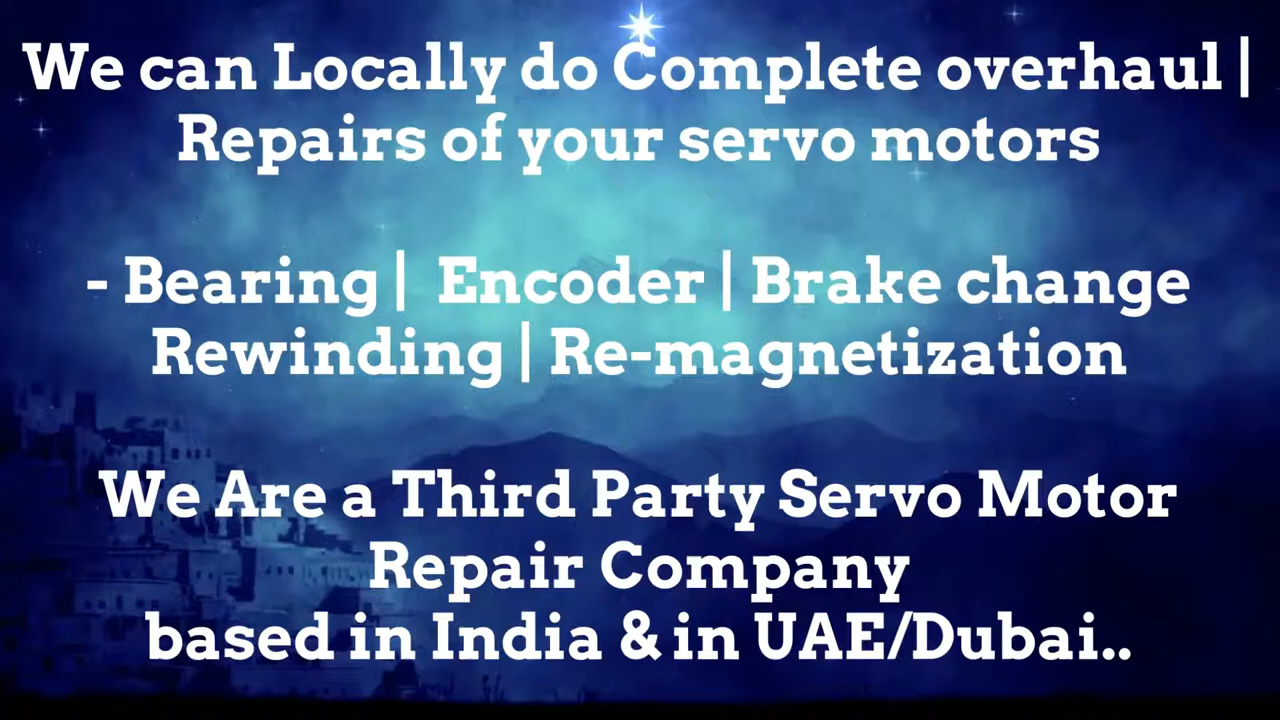 We can Locally do Complete overhaul |
Repairs of your servo motors
- Bearing | Encoder | Brake change
Rewinding | Re-magnetization
We Are a Third Party Servo Motor
Repair Company
based in India & in UAE/Dubai..